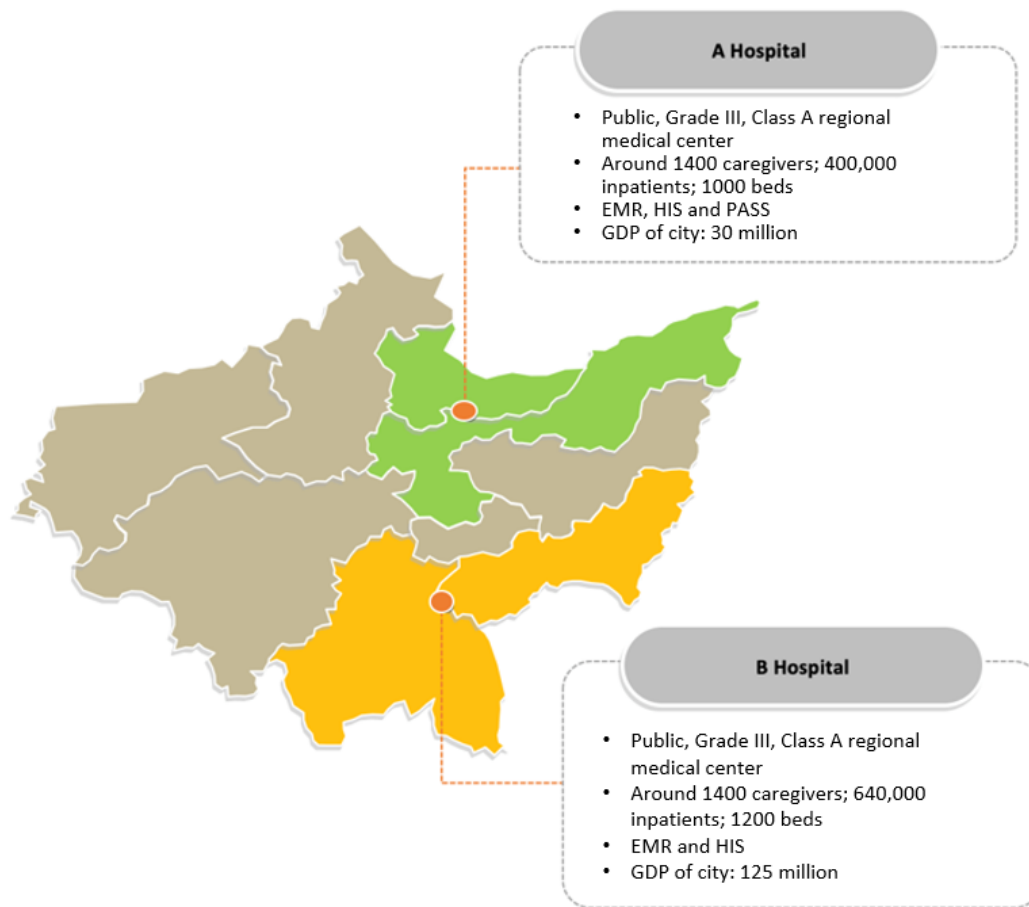 A Hospital
• Public, Grade III, Class A regional
medical center
• Around 1400 caregivers; 400,000
inpatients; 1000 beds
• EMR, HIS and PASS
• GDP of city: 30 million
B Hospital
• Public, Grade III, Class A regional
medical center
• Around 1400 caregivers; 640,000
inpatients; 1200 beds
• EMR and HIS
• GDP of city: 125 million